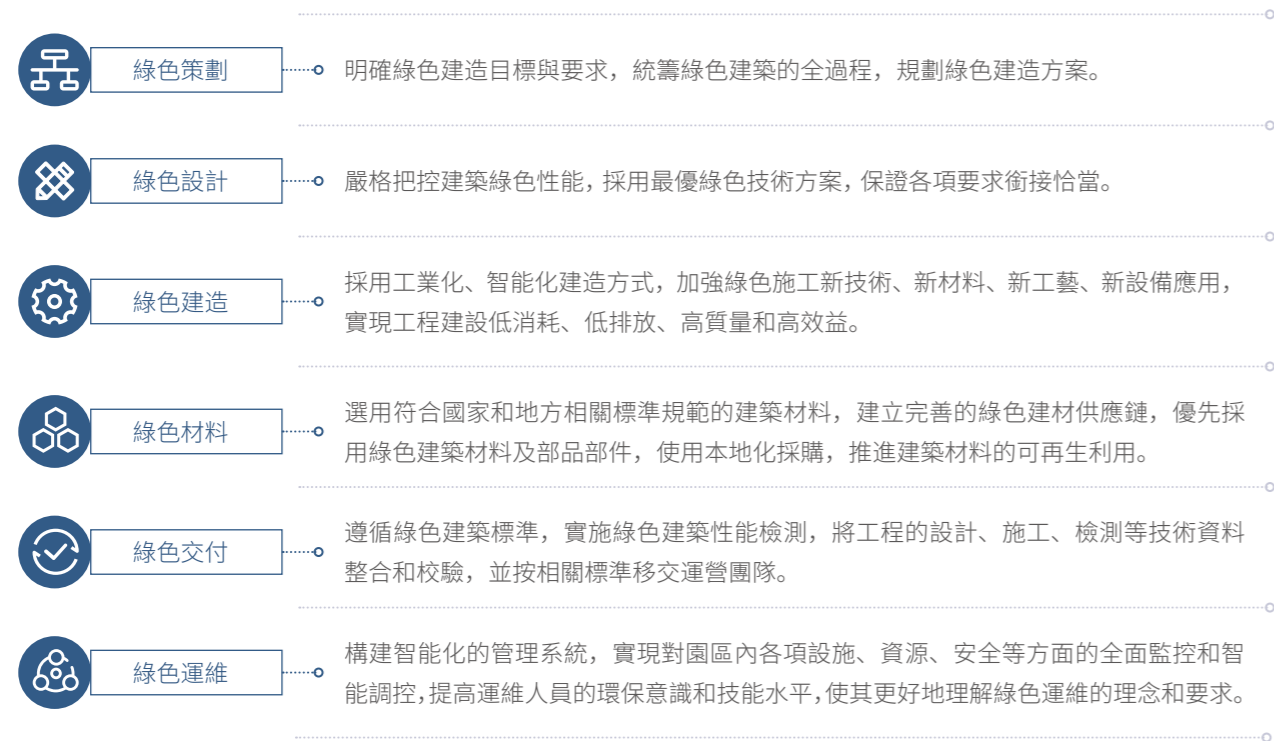 綠色策劃
明確綠色建造目標與要求，統籌綠色建築的全過程，規劃綠色建造方案。
綠色設計
嚴格把控建築綠色性能，採用最優綠色技術方案，保證各項要求銜接恰當。
綠色建造
採用工業化、智能化建造方式，加強綠色施工新技術、新材料、新工藝、新設備應用，
實現工程建設低消耗、低排放、高質量和高效益。
綠色材料
選用符合國家和地方相關標準規範的建築材料，建立完善的綠色建材供應鏈，優先採
用綠色建築材料及部品部件，使用本地化採購，推進建築材料的可再生利用。
綠色交付
遵循綠色建築標準，實施綠色建築性能檢測，將工程的設計、施工、檢測等技術資料
整合和校驗，並按相關標準移交運營團隊。
綠色運維
構建智能化的管理系統，實現對園區內各項設施、資源、安全等方面的全面監控和智
能調控，提高運維人員的環保意識和技能水平，使其更好地理解綠色運維的理念和要求。